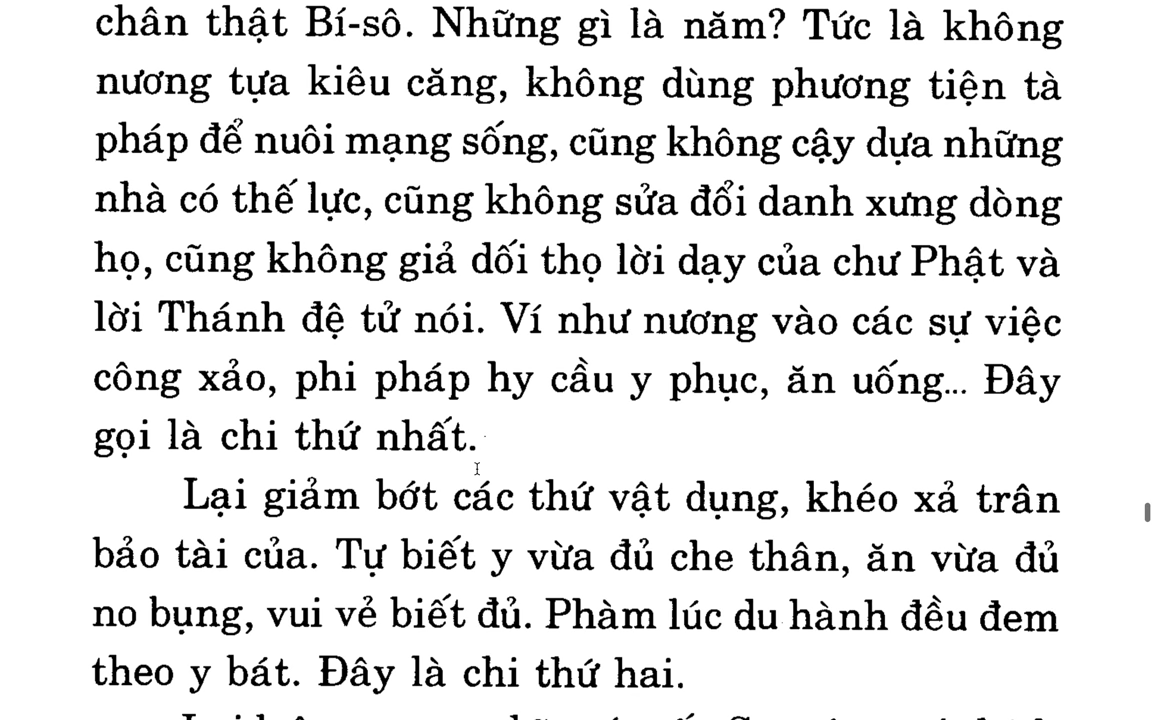 chân thật Bí-sô. Những gì là năm? Tức là không
nương tựa kiêu căng, không dùng phương tiện tà
pháp để nuôi mạng sống, cũng không cậy dựa những
nhà có thế lực, cũng không sửa đổi danh xưng dòng
họ, cũng không giả dối thọ lời dạy của chư Phật và
lời Thánh đệ tử nói. Ví như nương vào các sự việc
công xảo, phi pháp hy cầu y phục, ăn uống... Đây
gọi là chi thứ nhất.
Lại giảm bớt các thứ vật dụng, khéo xả trân
bảo tài của. Tự biết y vừa đủ che thân, ăn vừa đủ
no bụng, vui vẻ biết đủ. Phàm lúc du hành đều đem
theo y bát. Đây là chi thứ hai.